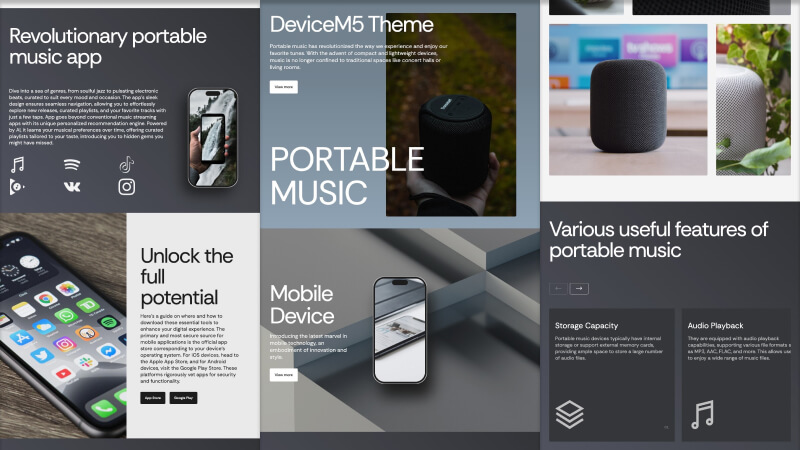 Revolutionary portable
music app
Dive into a sea of genres, from soulful jazz to pulsating electronic
beats, curated to suit every mood and occasion. The app's sleek
design ensures seamless navigation, allowing you to effortlessly
explore new releases, curated playlists, and your favorite tracks with
just a few taps. App goes beyond conventional music streaming
apps with its unique personalized recommendation engine. Powered
by AI, it learns your musical preferences over time, offering curated
playlists tailored to your taste, introducing you to hidden gems you
might have missed.
Unlock the
full
potential
Here's a guide on where and how to
download these essential tools to
enhance your digital experience. The
primary and most secure source for
mobile applications is the official app
store corresponding to your device's
operating system. For iOS devices, head to
the Apple App Store, and for Android
devices, visit the Google Play Store. These
platforms rigorously vet apps for security
and functionality.
App Store
Google Play
DeviceM5 Theme
Portable music has revolutionised the way we experience and enjoy our
favorite tunes. With the advent of compact and lightweight devices,
music is no longer confined to traditional spaces like concert halls or
living rooms.
View more
PORTABLE
MUSIC
Mobile
Device
Introducing the latest marvel in
mobile technology, an
embodiment of innovation and
style.
View more
Various useful features of
portable music
Storage Capacity
Portable music devices typically have internal
storage or support external memory cards,
providing ample space to store a large number
of audio files.
Audio Playback
They are equipped with audio playback
capabilities, supporting various file formats s
as MP3, AAC, FLAC, and more. This allows use
to enjoy a wide range of music files.